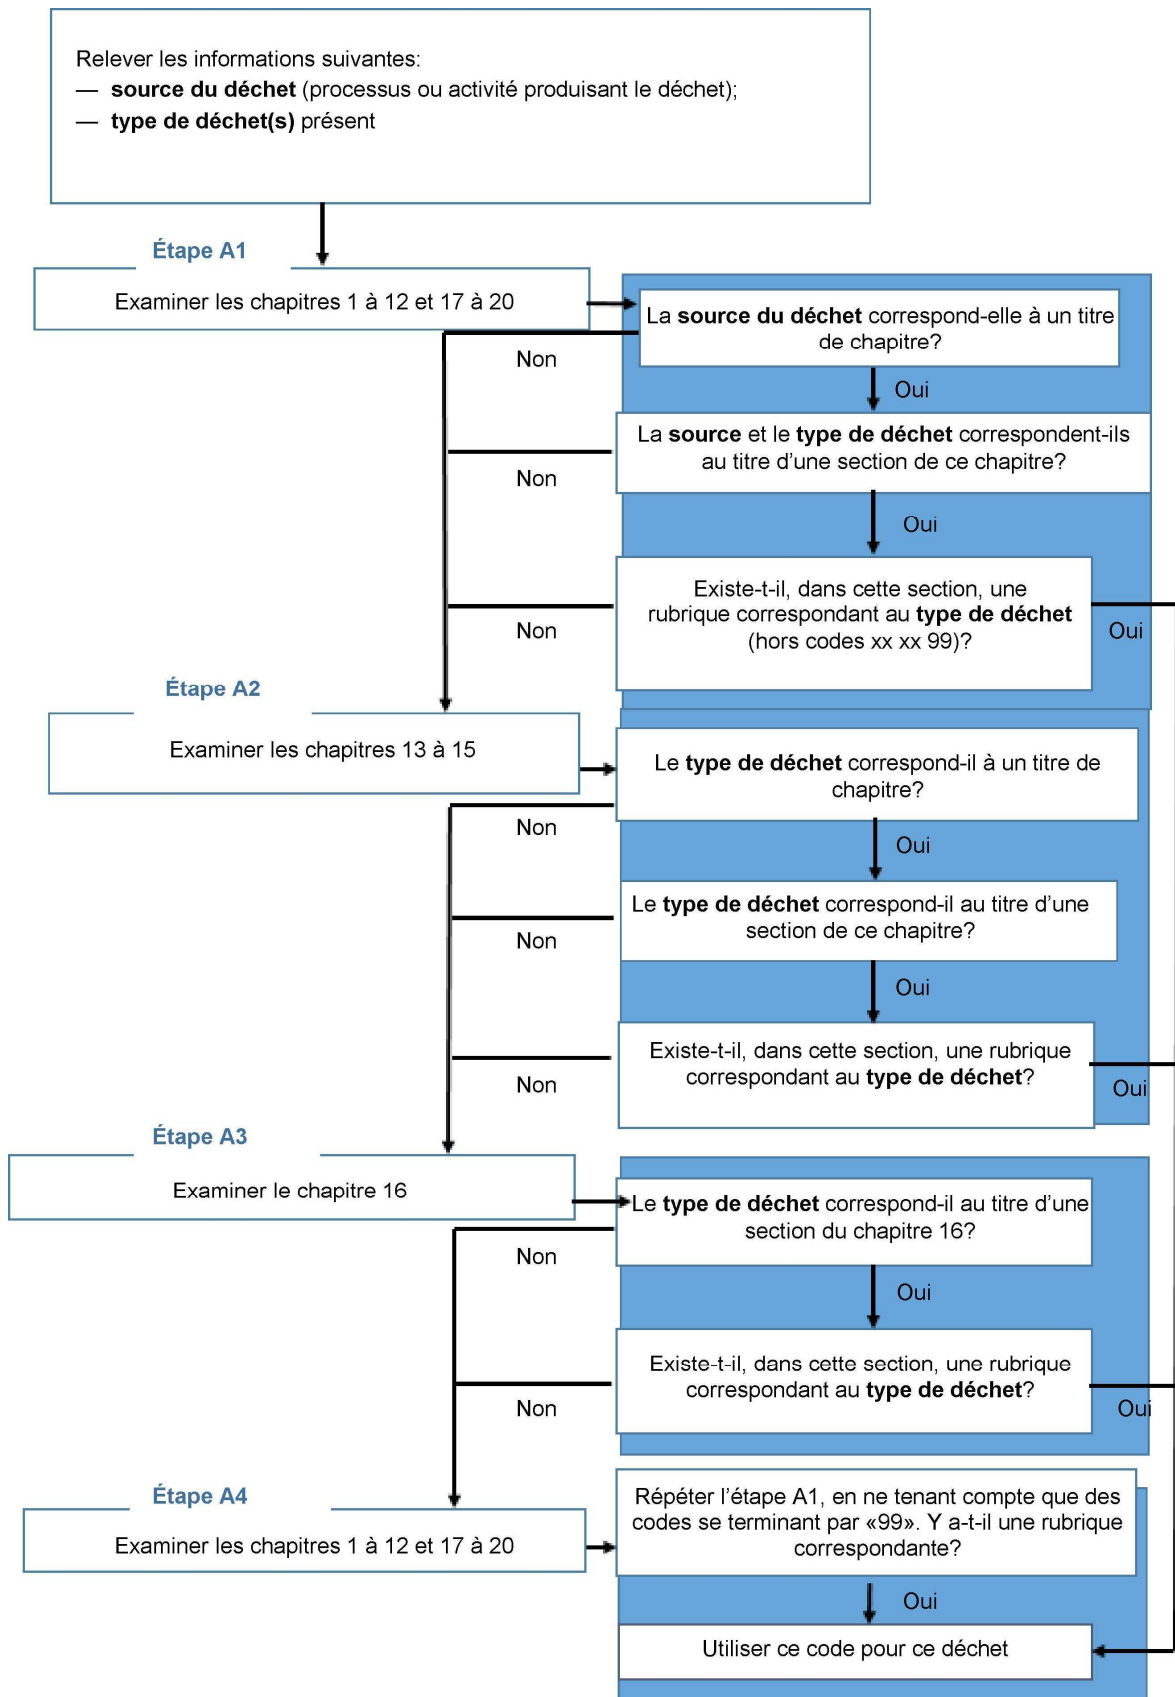 Relever les informations suivantes:
— source du déchet (processus ou activité produisant le déchet);
— type de déchet(s) présent
Étape A1
Examiner les chapitres 1 à 12 et 17 à 20
La source du déchet correspond-elle à un titre
de chapitre?
Non
Oui
La source et le type de déchet correspondent-ils
au titre d'une section de ce chapitre?
Non
Oui
Existe-t-il, dans cette section, une
rubrique correspondant au type de déchet
(hors codes xx xx 99)?
Non
Oui
Étape A2
Examiner les chapitres 13 à 15
Le type de déchet correspond-il à un titre de
chapitre?
Non
Oui
Le type de déchet correspond-il au titre d'une
section de ce chapitre?
Non
Oui
Existe-t-il, dans cette section, une rubrique
correspondant au type de déchet?
Non
Oui
Étape A3
Examiner le chapitre 16
Le type de déchet correspond-il au titre d'une
section du chapitre 16?
Non
Oui
Existe-t-il, dans cette section, une rubrique
correspondant au type de déchet?
Non
Oui
Étape A4
Examiner les chapitres 1 à 12 et 17 à 20
Répéter l'étape A1, en ne tenant compte que des
codes se terminant par «99». Y a-t-il une rubrique
correspondante?
Oui
Utiliser ce code pour ce déchet